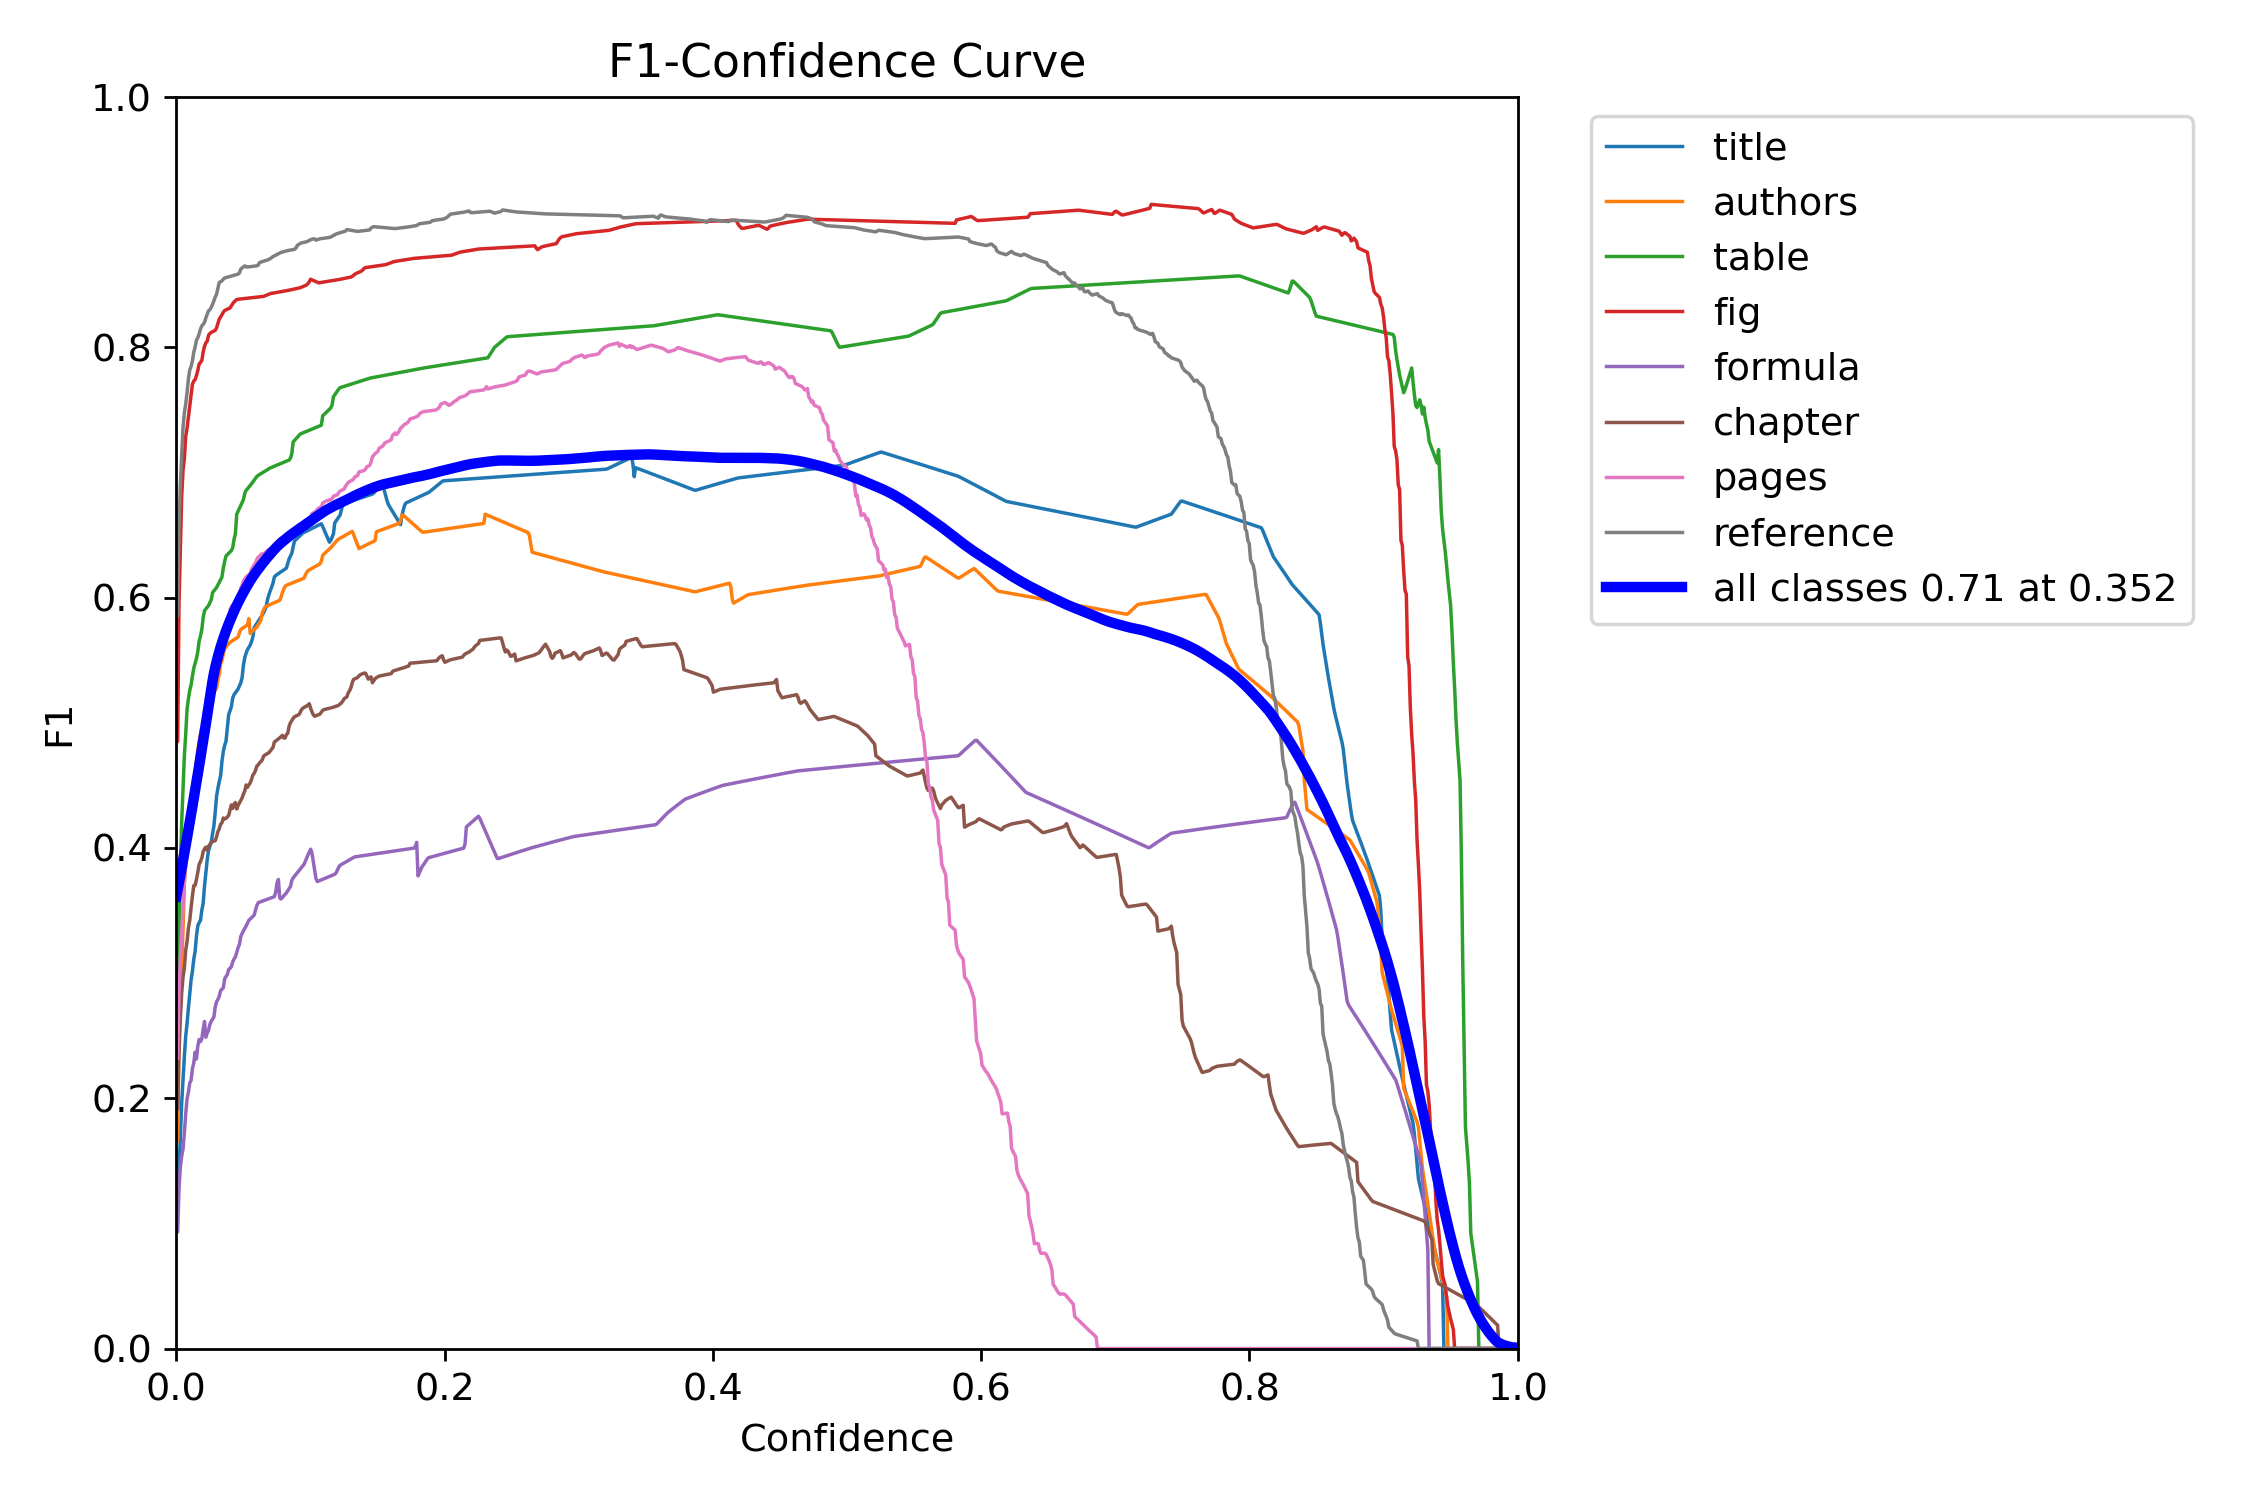 F1-Confidence Curve
1.0
0.8
0.6
0.4
0.2
0.0
F1
0.0 0.2 0.4 0.6 0.8 1.0
Confidence
title
authors
table
fig
formula
chapter
pages
reference
all classes 0.71 at 0.352